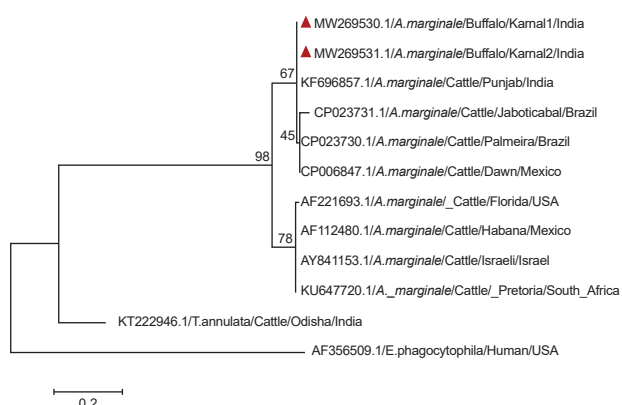 MW269530.1/A.marginale/Buffalo/Karnal1/India
MW269531.1/A.marginale/Buffalo/Karnal2/India
67
KF696857.1/A.marginale/Cattle/Punjab/India
CP023731.1/A.marginale/Cattle/Jaboticabal/Brazil
45
CP023730.1/A.marginale/Cattle/Palmeira/Brazil
98
CP006847.1/A.marginale/Cattle/Dawn/Mexico
AF221693.1/A.marginale/_Cattle/Florida/USA
AF112480.1/A.marginale/Cattle/Habana/Mexico
78
AY841153.1/A.marginale/Cattle/Israeli/Israel
KU647720.1/A._marginale/Cattle/_Pretoria/South_Africa
KT222946.1/T.annulata/Cattle/Odisha/India
AF356509.1/E.phagocytophila/Human/USA
0.2